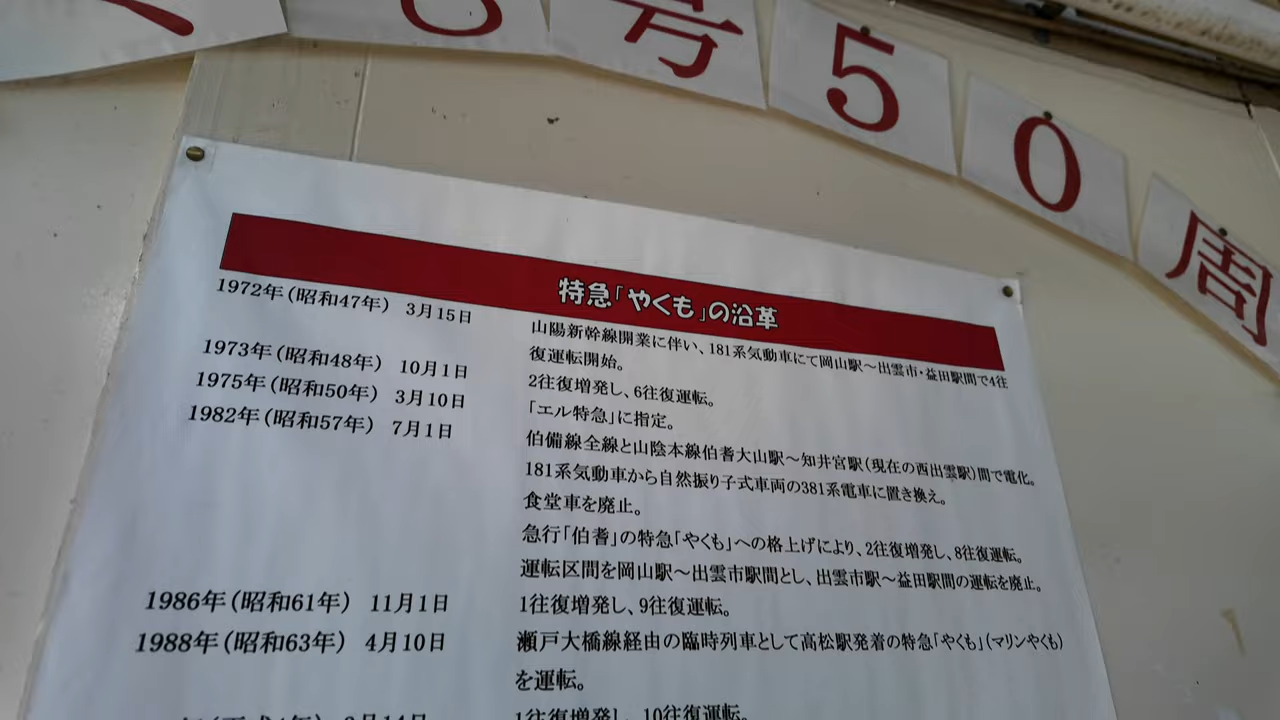 号50周
特急「やくも」の沿革
1972年(昭和47年) 3月15日 山陽新幹線開業に伴い、181系気動車にて岡山駅～出雲市・益田駅間で4往
復運転開始。
1973年(昭和48年) 10月1日 2往復増発し、6往復運転。
1975年(昭和50年) 3月10日 「エル特急」に指定。
1982年(昭和57年) 7月1日 伯備線全線と山陰本線伯耆大山駅～知井宮駅(現在の西出雲駅)間で電化。
181系気動車から自然振り子式車両の381系電車に置き換え。
食堂車を廃止。
急行「伯耆」の特急「やくも」への格上げにより、2往復増発し、8往復運転。
運転区間を岡山駅～出雲市駅間とし、出雲市駅～益田駅間の運転を廃止。
1986年(昭和61年) 11月1日 1往復増発し、9往復運転。
1988年(昭和63年) 4月10日 瀬戸大橋線経由の臨時列車として高松駅発着の特急「やくも」(マリンやくも)
を運転。
1往復増発し、10往復運転。